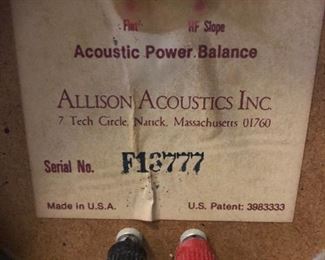 Flat HF Slope
Acoustic Power Balance
ALLISON ACOUSTICS INC.
7 Tech Circle, Natick, Massachusetts 01760
Serial No. F13777
Made in U.S.A. U.S. Patent: 3983333